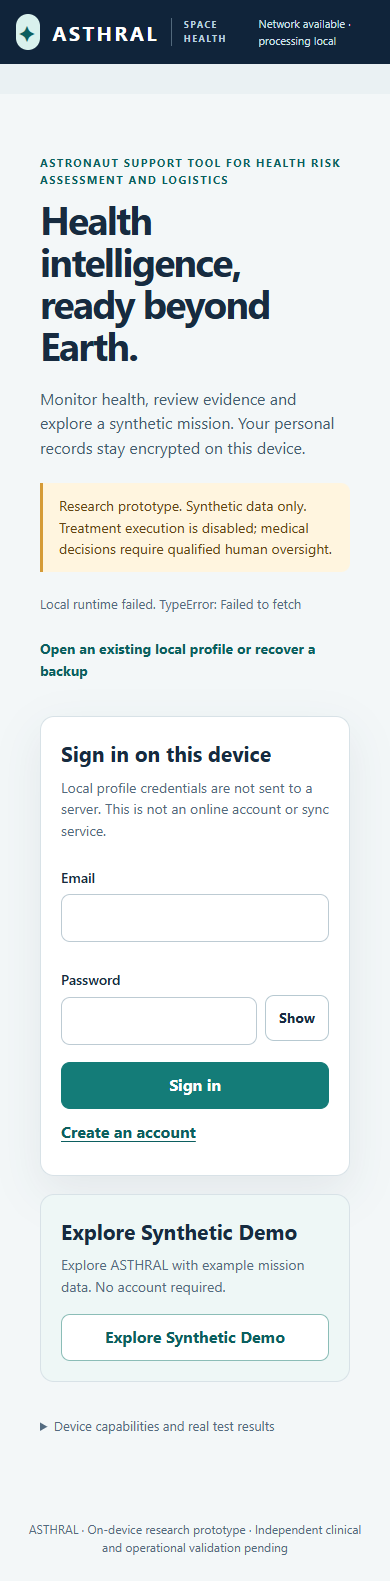 ASTHRAL
SPACE
HEALTH
Network available ·
processing local
ASTRONAUT SUPPORT TOOL FOR HEALTH RISK
ASSESSMENT AND LOGISTICS
Health
intelligence,
ready beyond
Earth.
Monitor health, review evidence and
explore a synthetic mission. Your personal
records stay encrypted on this device.
Research prototype. Synthetic data only.
Treatment execution is disabled; medical
decisions require qualified human oversight.
Local runtime failed. TypeError: Failed to fetch
Open an existing local profile or recover a
backup
Sign in on this device
Local profile credentials are not sent to a
server. This is not an online account or sync
service.
Email
Password
Show
Sign in
Create an account
Explore Synthetic Demo
Explore ASTHRAL with example mission
data. No account required.
Explore Synthetic Demo
Device capabilities and real test results
ASTHRAL · On-device research prototype · Independent clinical
and operational validation pending